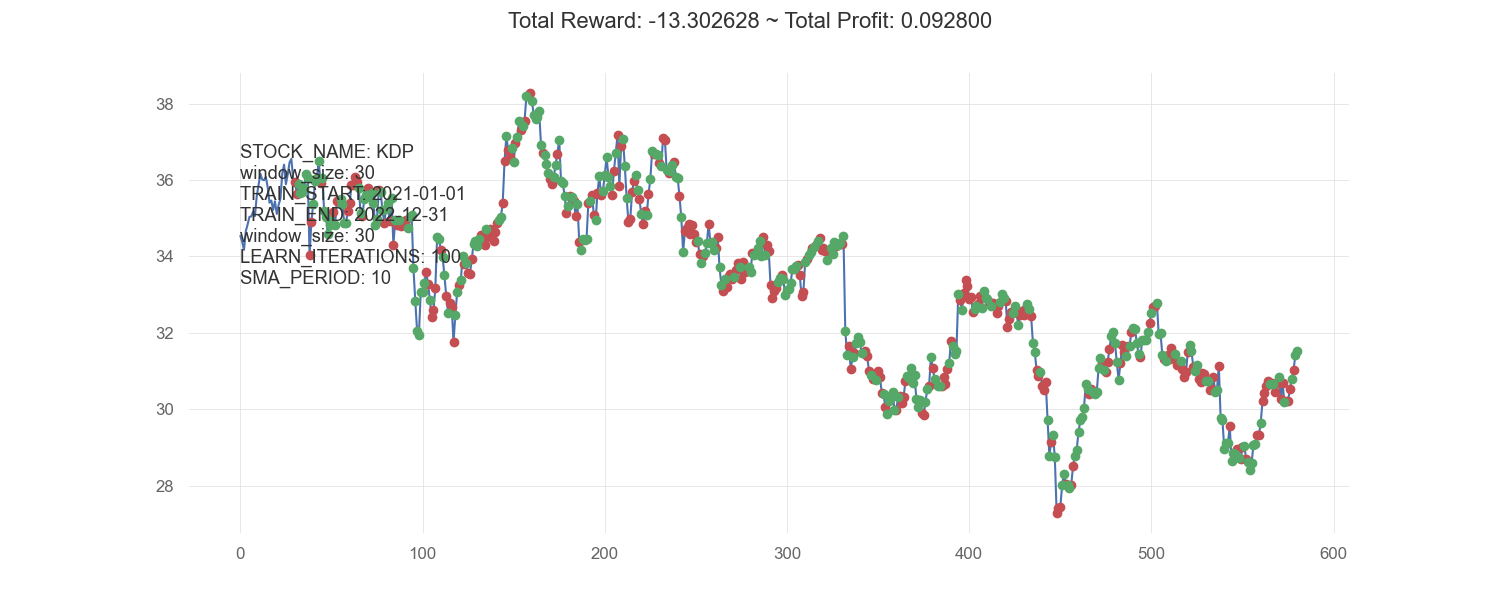 Total Reward: -13.302628 ~ Total Profit: 0.092800
38
36
34
32
30
28
STOCK_NAME: KDP
window_size: 30
TRAIN_START: 2021-01-01
TRAIN_END: 2022-12-31
window_size: 30
LEARN_ITERATIONS: 100
SMA_PERIOD: 10
0 100 200 300 400 500 600